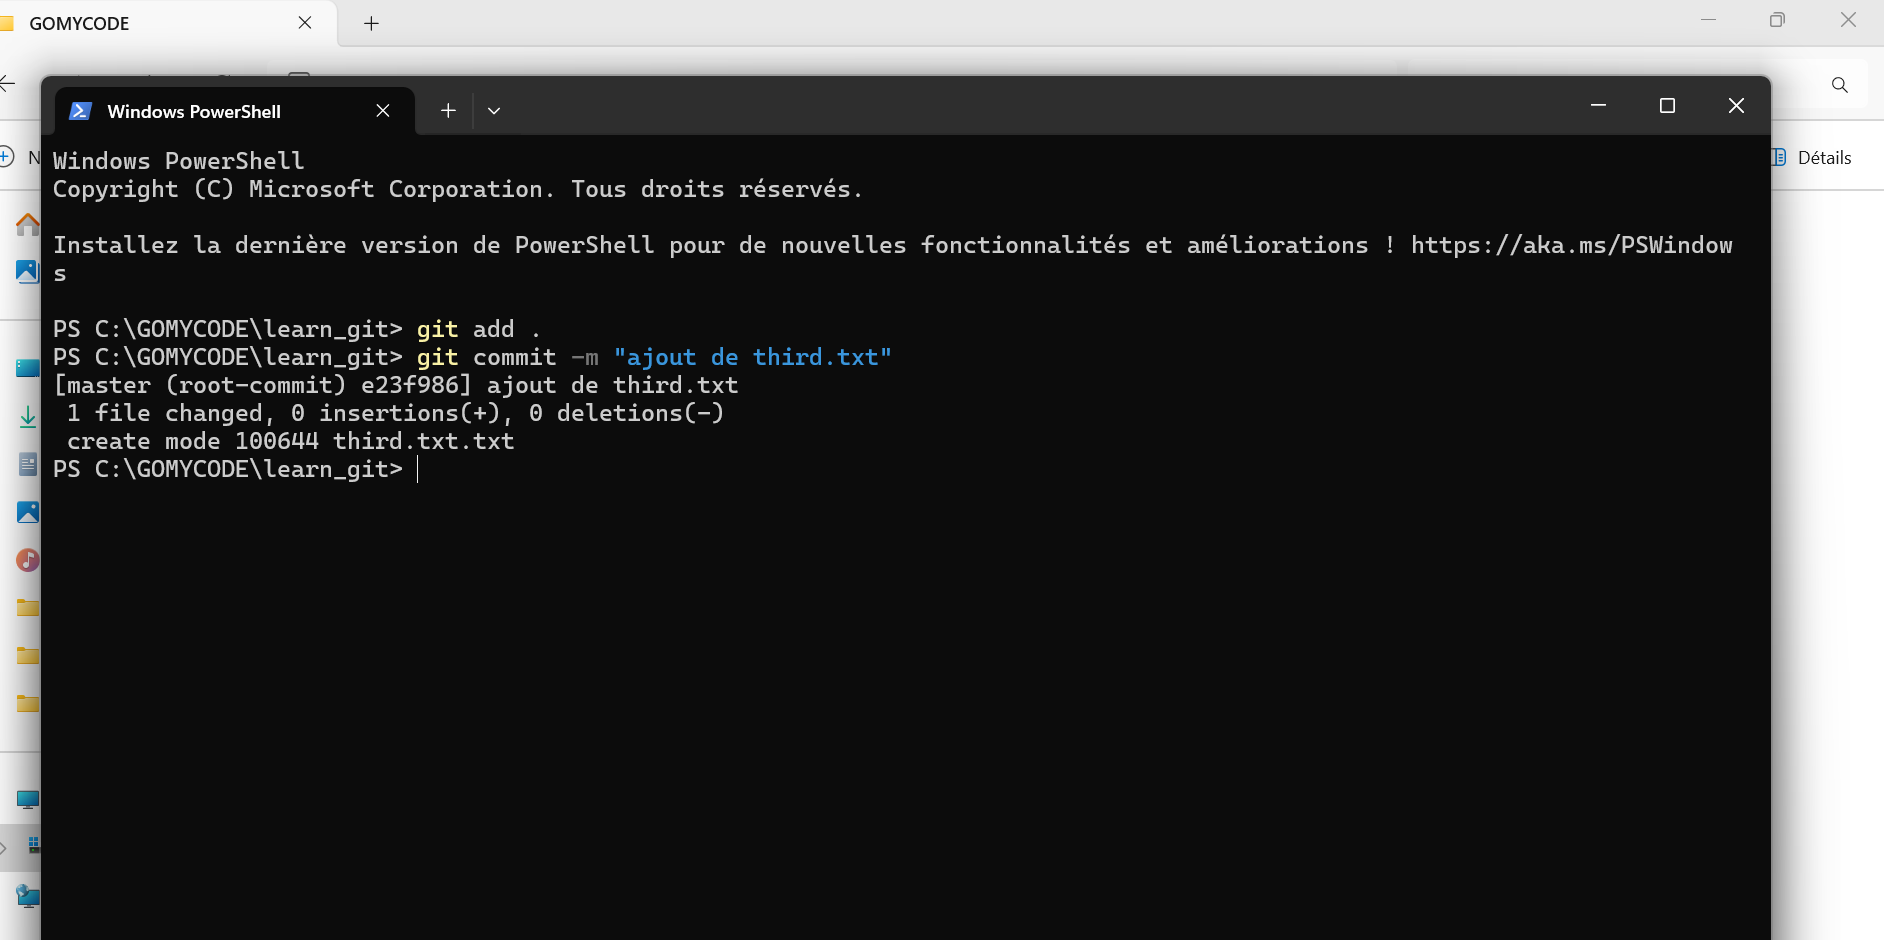 GOMYCODE
Windows PowerShell
N
Détails
Windows PowerShell
Copyright (C) Microsoft Corporation. Tous droits réservés.
Installez la dernière version de PowerShell pour de nouvelles fonctionnalités et améliorations ! https://aka.ms/PSWindow
s
PS C:\GOMYCODE\learn_git> git add .
PS C:\GOMYCODE\learn_git> git commit -m "ajout de third.txt"
[master (root-commit) e23f986] ajout de third.txt
 1 file changed, 0 insertions(+), 0 deletions(-)
 create mode 100644 third.txt.txt
PS C:\GOMYCODE\learn_git>